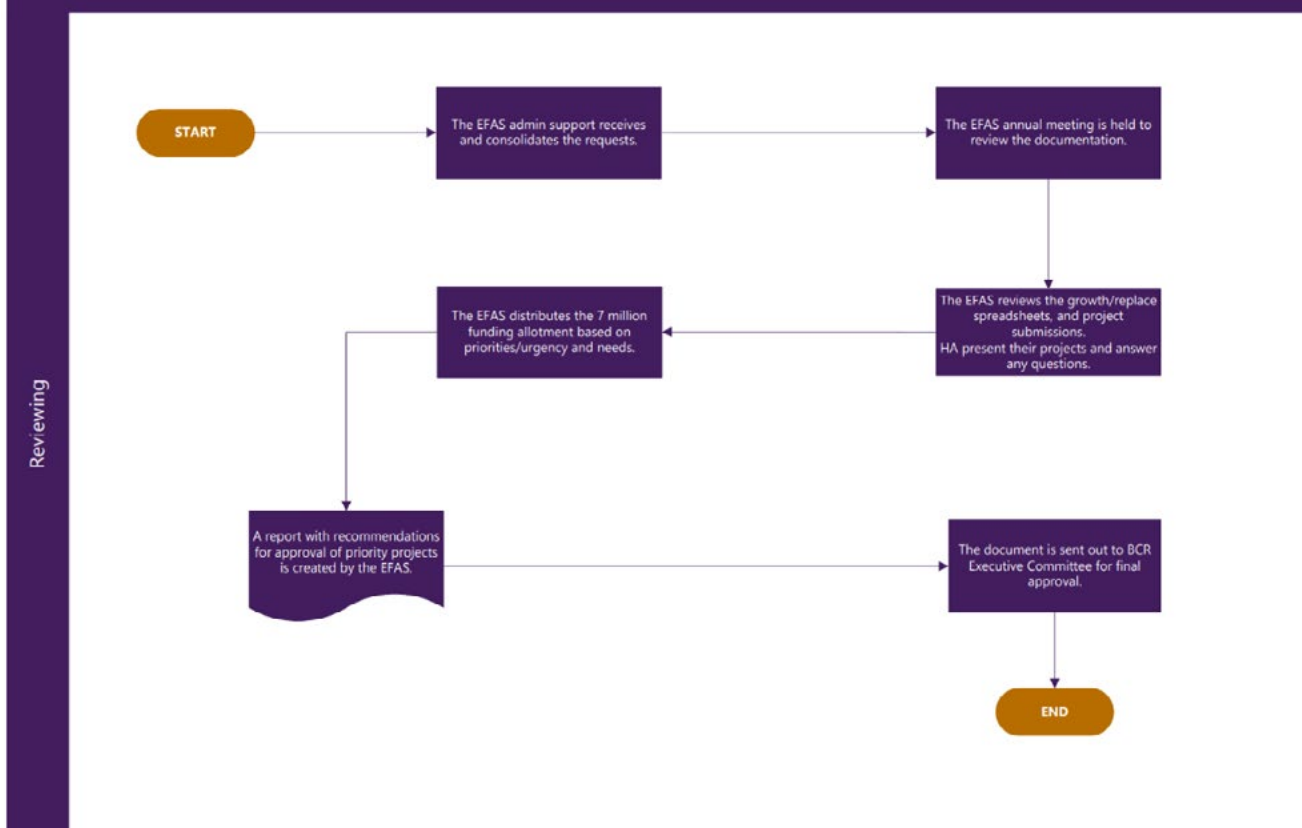 Reviewing
START
The EFAS admin support receives
and consolidates the requests.
The EFAS annual meeting is held to
review the documentation.
The EFAS reviews the growth/replace
spreadsheets, and project
submissions.
HA present their projects and answer
any questions.
The EFAS distributes the 7 million
funding allotment based on
priorities/urgency and needs.
A report with recommendations
for approval of priority projects
is created by the EFAS.
The document is sent out to BCR
Executive Committee for final
approval.
END